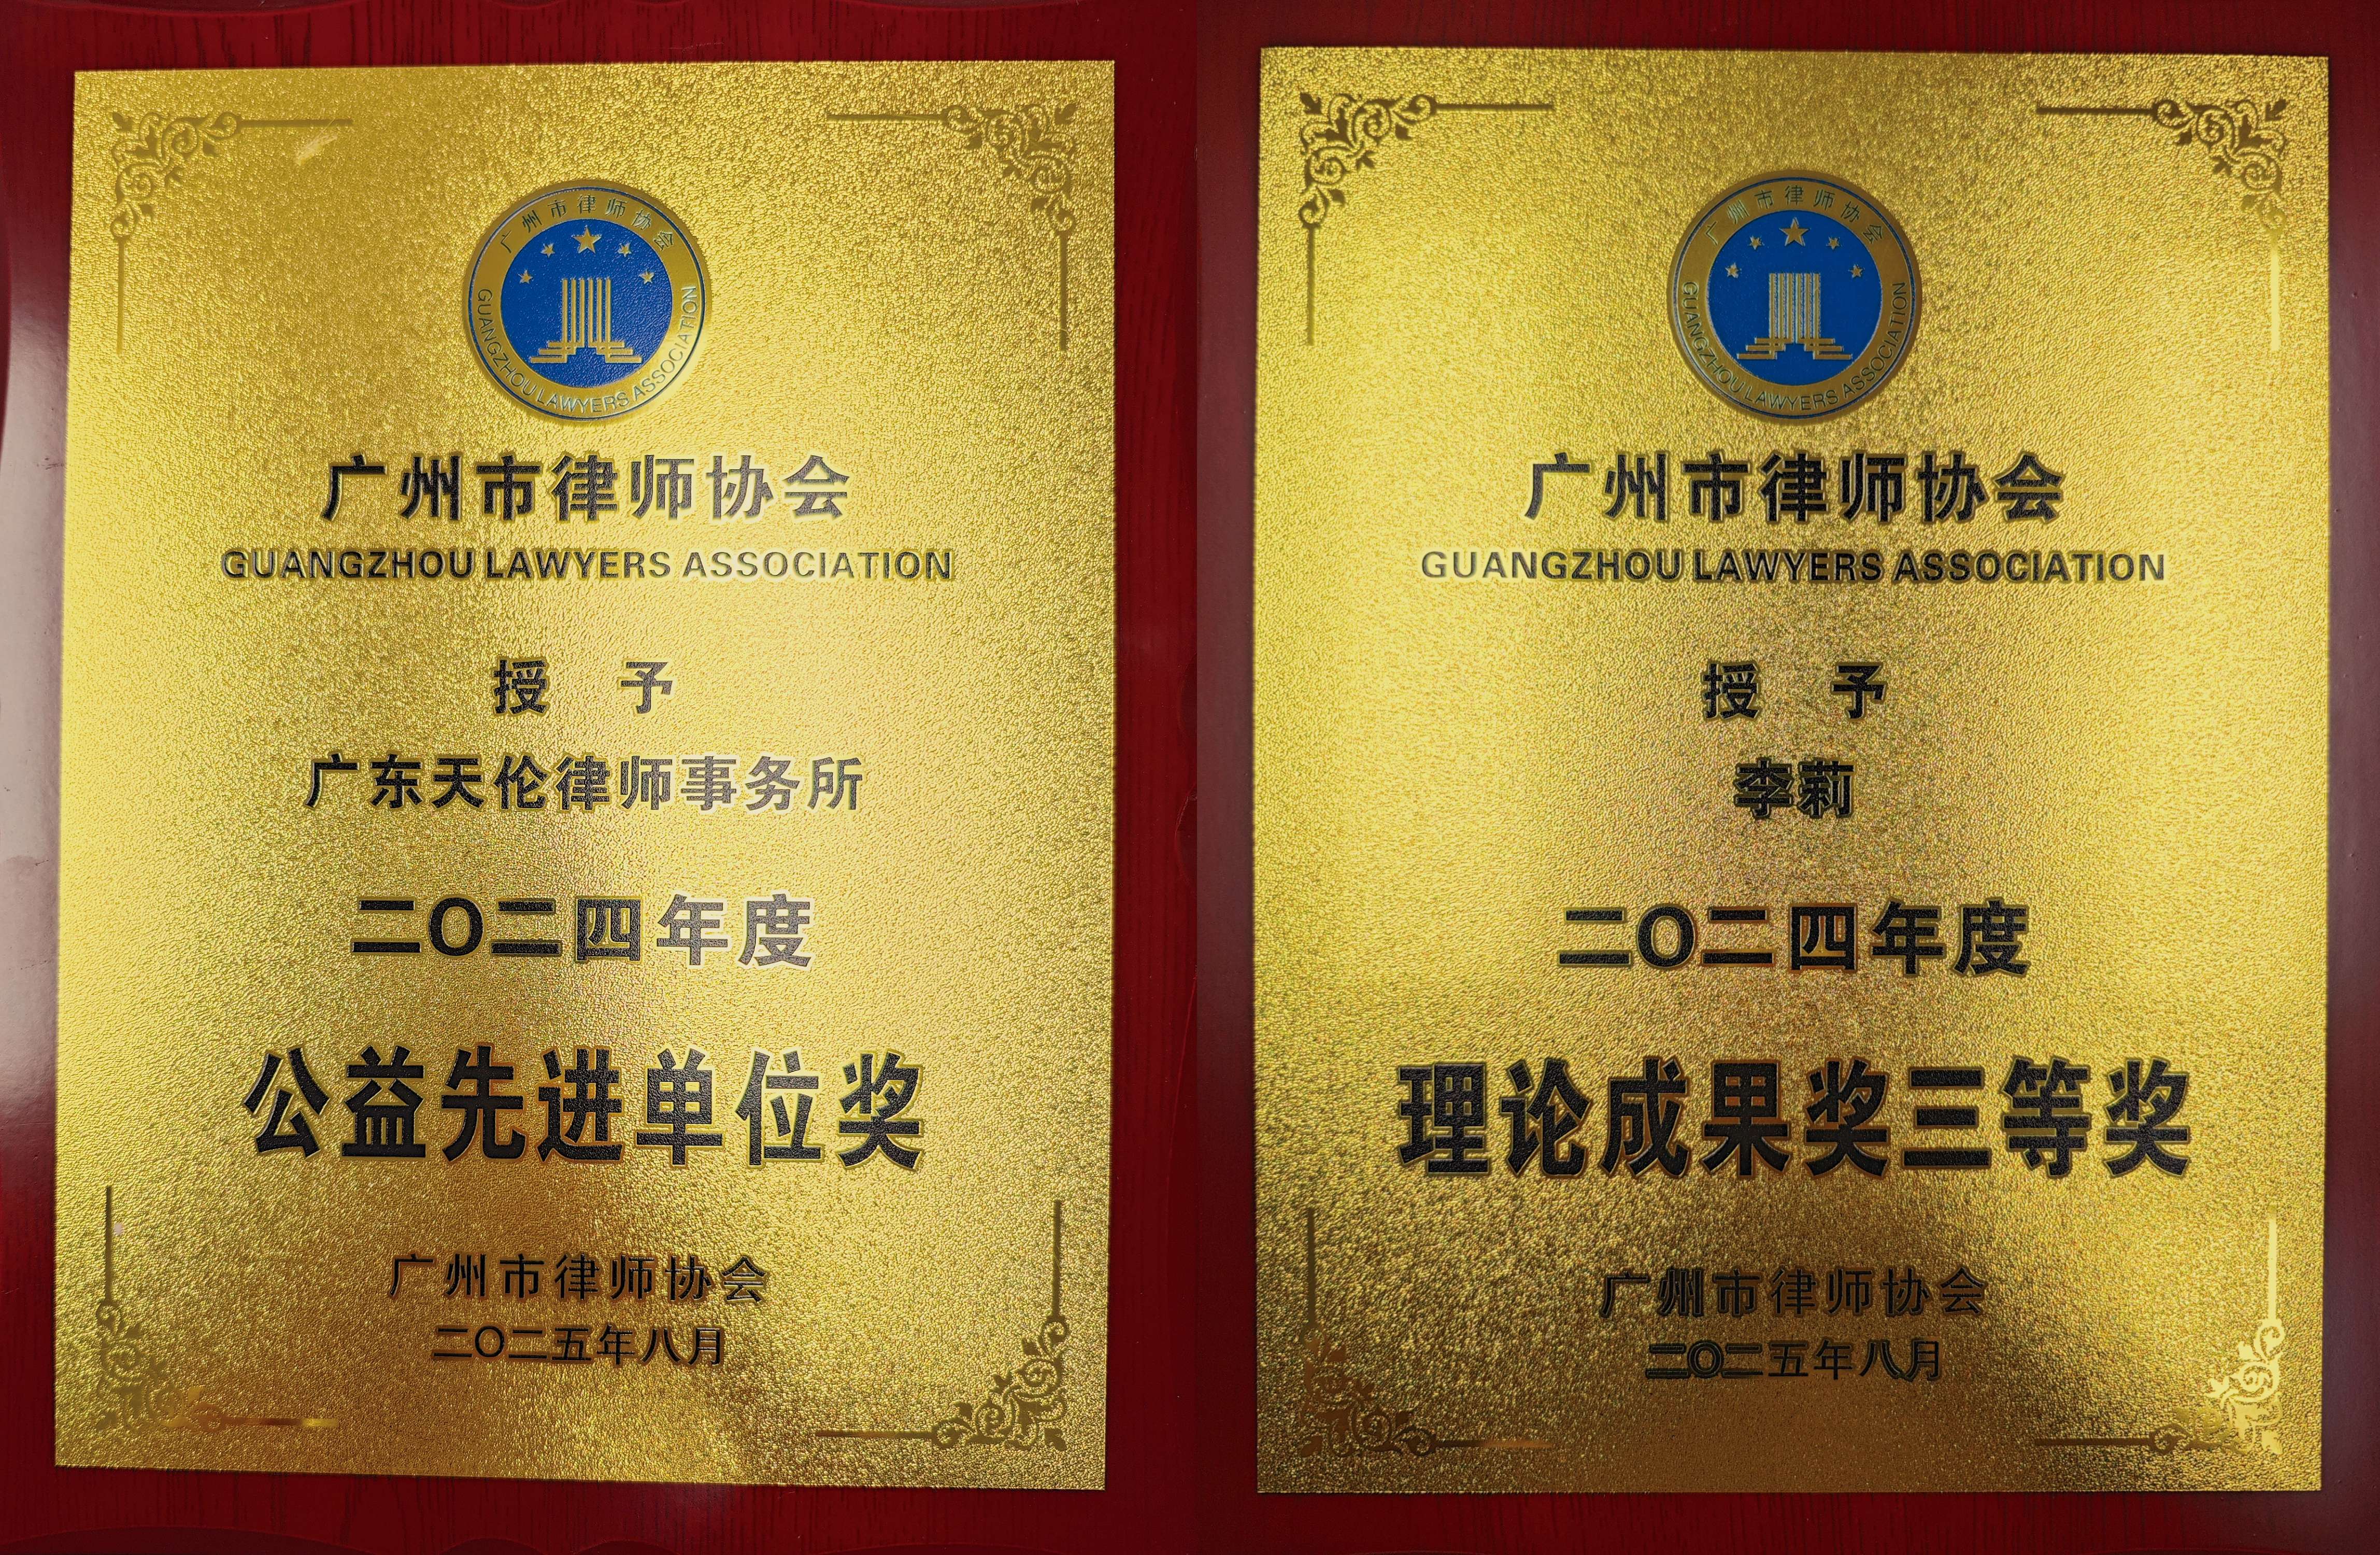 广州市律师协会
GUANGZHOU LAWYERS ASSOCIATION
广州市律师协会
GUANGZHOU LAWYERS ASSOCIATION
授 予
广东天伦律师事务所
二〇二四年度
公益先进单位奖
广州市律师协会
二〇二五年八月
广州市律师协会
GUANGZHOU LAWYERS ASSOCIATION
广州市律师协会
GUANGZHOU LAWYERS ASSOCIATION
授 予
李莉
二〇二四年度
理论成果奖三等奖
广州市律师协会
二〇二五年八月